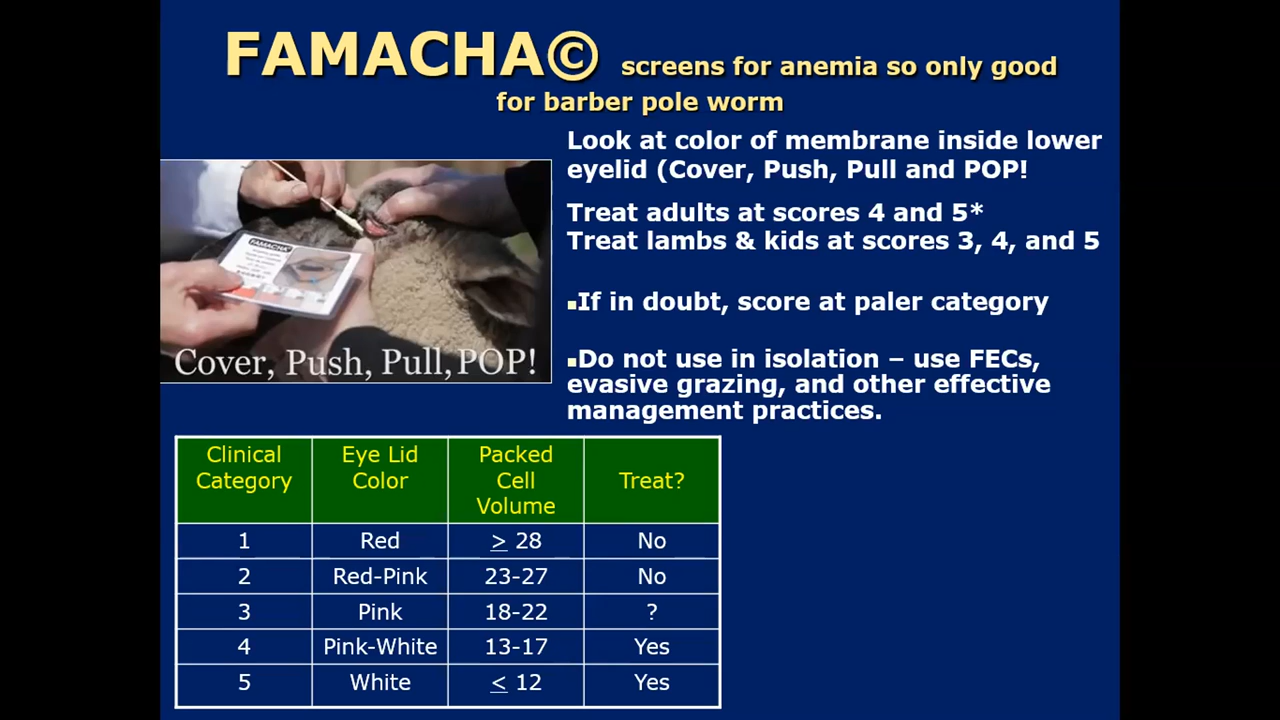 FAMACHA© screens for anemia so only good
for barber pole worm
Look at color of membrane inside lower
eyelid (Cover, Push, Pull and POP!
Treat adults at scores 4 and 5*
Treat lambs & kids at scores 3, 4, and 5
▪If in doubt, score at paler category
▪Do not use in isolation – use FECs,
evasive grazing, and other effective
management practices.
FAMACHA
Cover, Push, Pull, POP!
Clinical Category | Eye Lid Color | Packed Cell Volume | Treat?
1 | Red | ≥ 28 | No
2 | Red-Pink | 23-27 | No
3 | Pink | 18-22 | ?
4 | Pink-White | 13-17 | Yes
5 | White | ≤ 12 | Yes